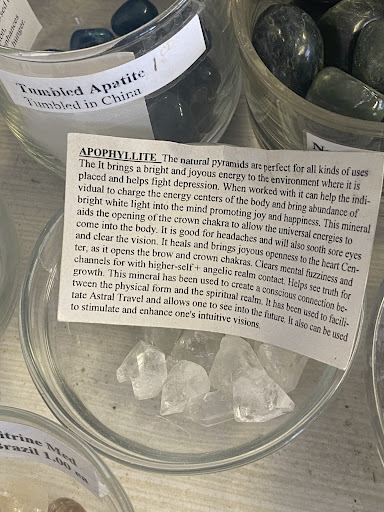 enhances
hunger.
Tumbled Apatite
Tumbled in China
APOPHYLLITE The natural pyramids are perfect for all kinds of uses
The It brings a bright and joyous energy to the environment where it is
placed and helps fight depression. When worked with it can help the indi-
vidual to charge the energy centers of the body and bring abundance of
bright white light into the mind promoting joy and happiness. This mineral
aids the opening of the crown chakra to allow the universal energies to
come into the body. It is good for headaches and will also sooth sore eyes
and clear the vision. It heals and brings joyousness to the heart Cen-
ter, as it opens the brow and crown chakras. Clears mental fuzziness and
channels for with higher-self + angelic realm contact. Helps see truth for
growth. This mineral has been used to create a conscious connection be-
tween the physical form and the spiritual realm. It has been used to facili-
tate Astral Travel and allows one to see into the future. It also can be used
to stimulate and enhance one's intuitive visions.
itrine Med
Brazil 1.00 ea